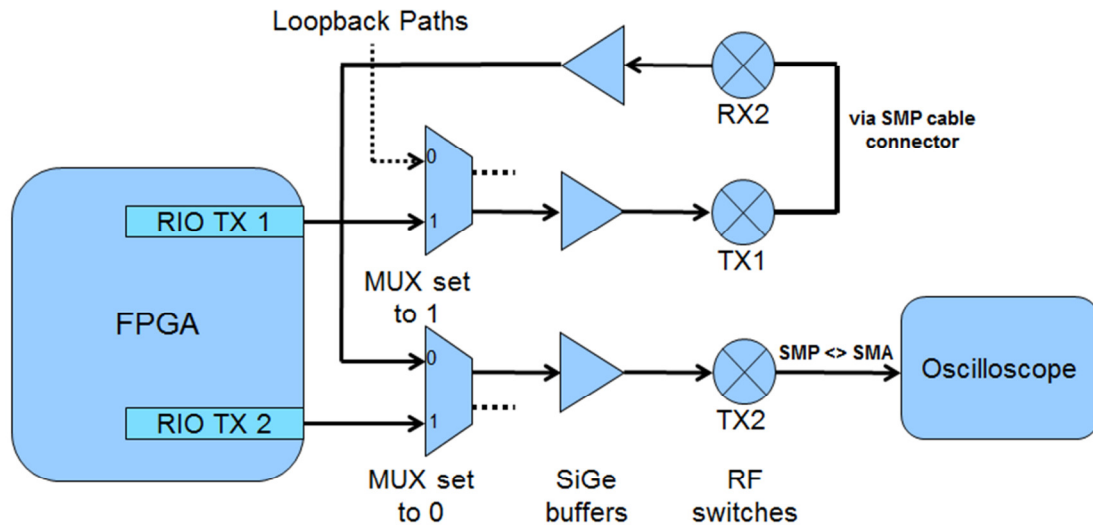 Loopback Paths
RX2
via SMP cable
connector
0
RIO TX 1
1
TX1
MUX set
to 1
FPGA
0
SMP <> SMA
Oscilloscope
RIO TX 2
1
TX2
MUX set
to 0
SiGe
buffers
RF
switches